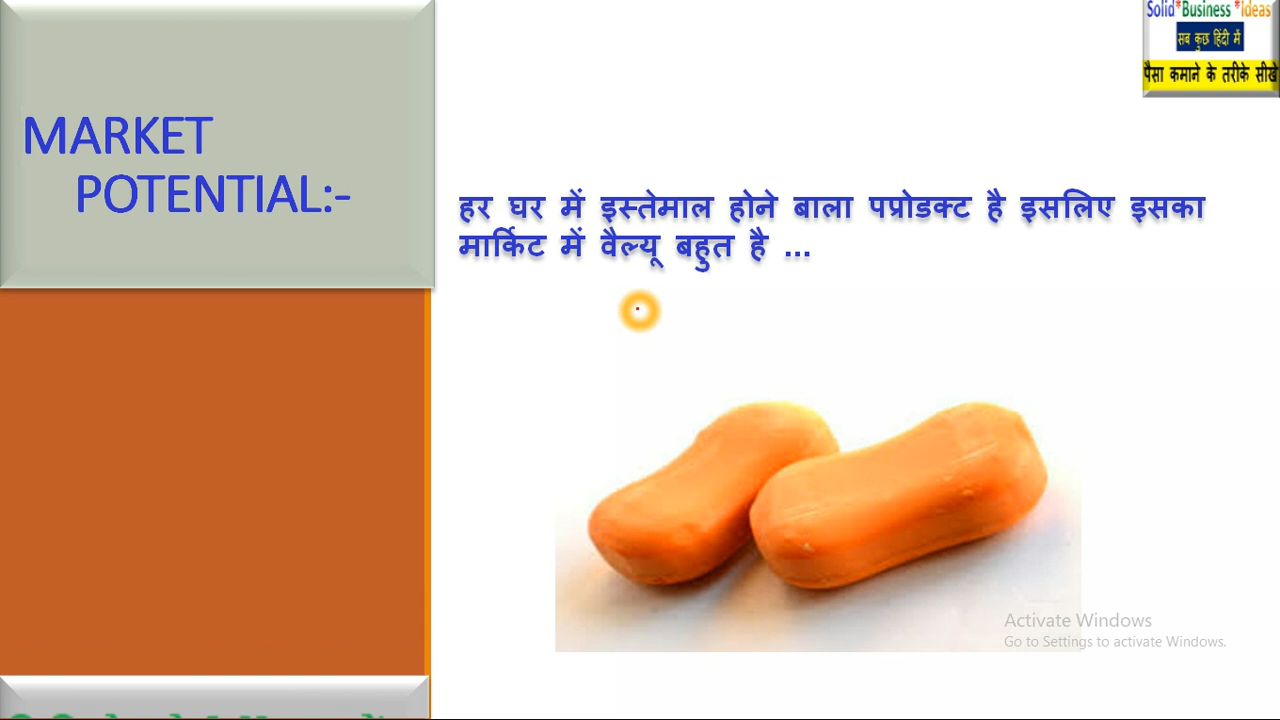 Solid*Business *Ideas
सब कुछ हिंदी में
पैसा कमाने के तरीके सीखे
MARKET
POTENTIAL:-
हर घर में इस्तेमाल होने बाला पप्रोडक्ट है इसलिए इसका
मार्किट में वैल्यू बहुत है ...
Activate Windows
Go to Settings to activate Windows.